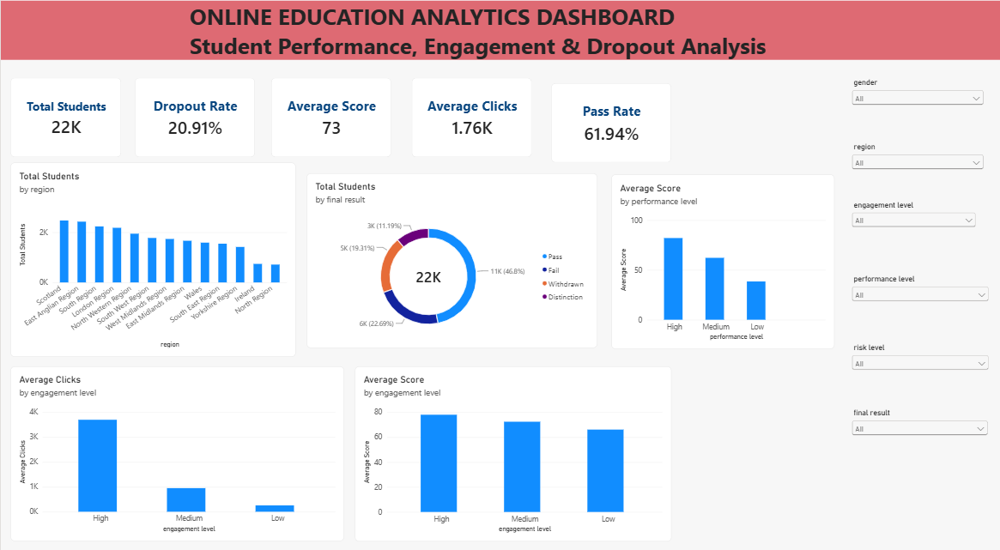 ONLINE EDUCATION ANALYTICS DASHBOARD
Student Performance, Engagement & Dropout Analysis
Total Students
22K
Dropout Rate
20.91%
Average Score
73
Average Clicks
1.76K
Pass Rate
61.94%
gender
All
region
All
engagement level
All
performance level
All
risk level
All
final result
All
Total Students
by region
Total Students
2K
0K
Scotland
East Anglian Region
South Region
London Region
North Western Region
South West Region
West Midlands Region
East Midlands Region
Wales
South East Region
Yorkshire Region
Ireland
North Region
region
Total Students
by final result
3K (11.19%)
5K (19.31%)
22K
11K (46.8%)
6K (22.69%)
Pass
Fail
Withdrawn
Distinction
Average Score
by performance level
Average Score
100
50
0
High
Medium
Low
performance level
Average Clicks
by engagement level
Average Clicks
4K
3K
2K
1K
0K
High
Medium
Low
engagement level
Average Score
by engagement level
Average Score
80
60
40
20
0
High
Medium
Low
engagement level